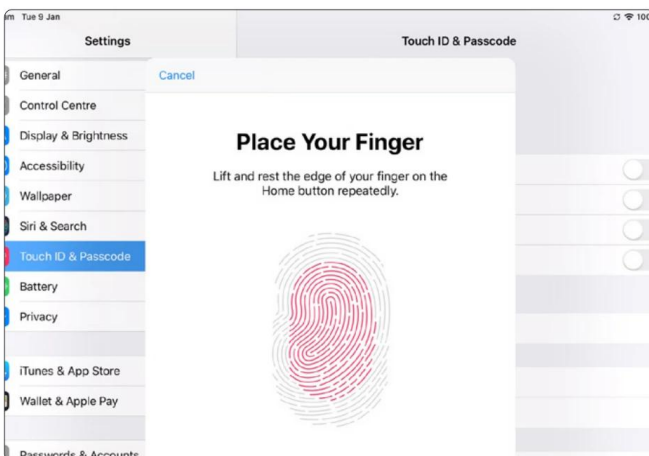 Tue 9 Jan
Settings
Touch ID & Passcode
General
Cancel
Control Centre
Display & Brightness
Place Your Finger
Accessibility
Lift and rest the edge of your finger on the
Home button repeatedly.
Wallpaper
Siri & Search
Touch ID & Passcode
Battery
Privacy
iTunes & App Store
Wallet & Apple Pay
Passwords & Accounts